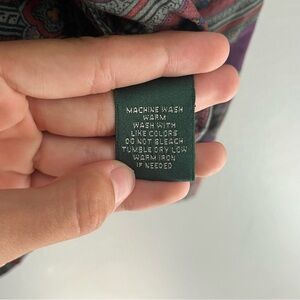 MACHINE WASH
WARM
WASH WITH
LIKE COLORS
DO NOT BLEACH
TUMBLE DRY LOW
WARM IRON
IF NEEDED